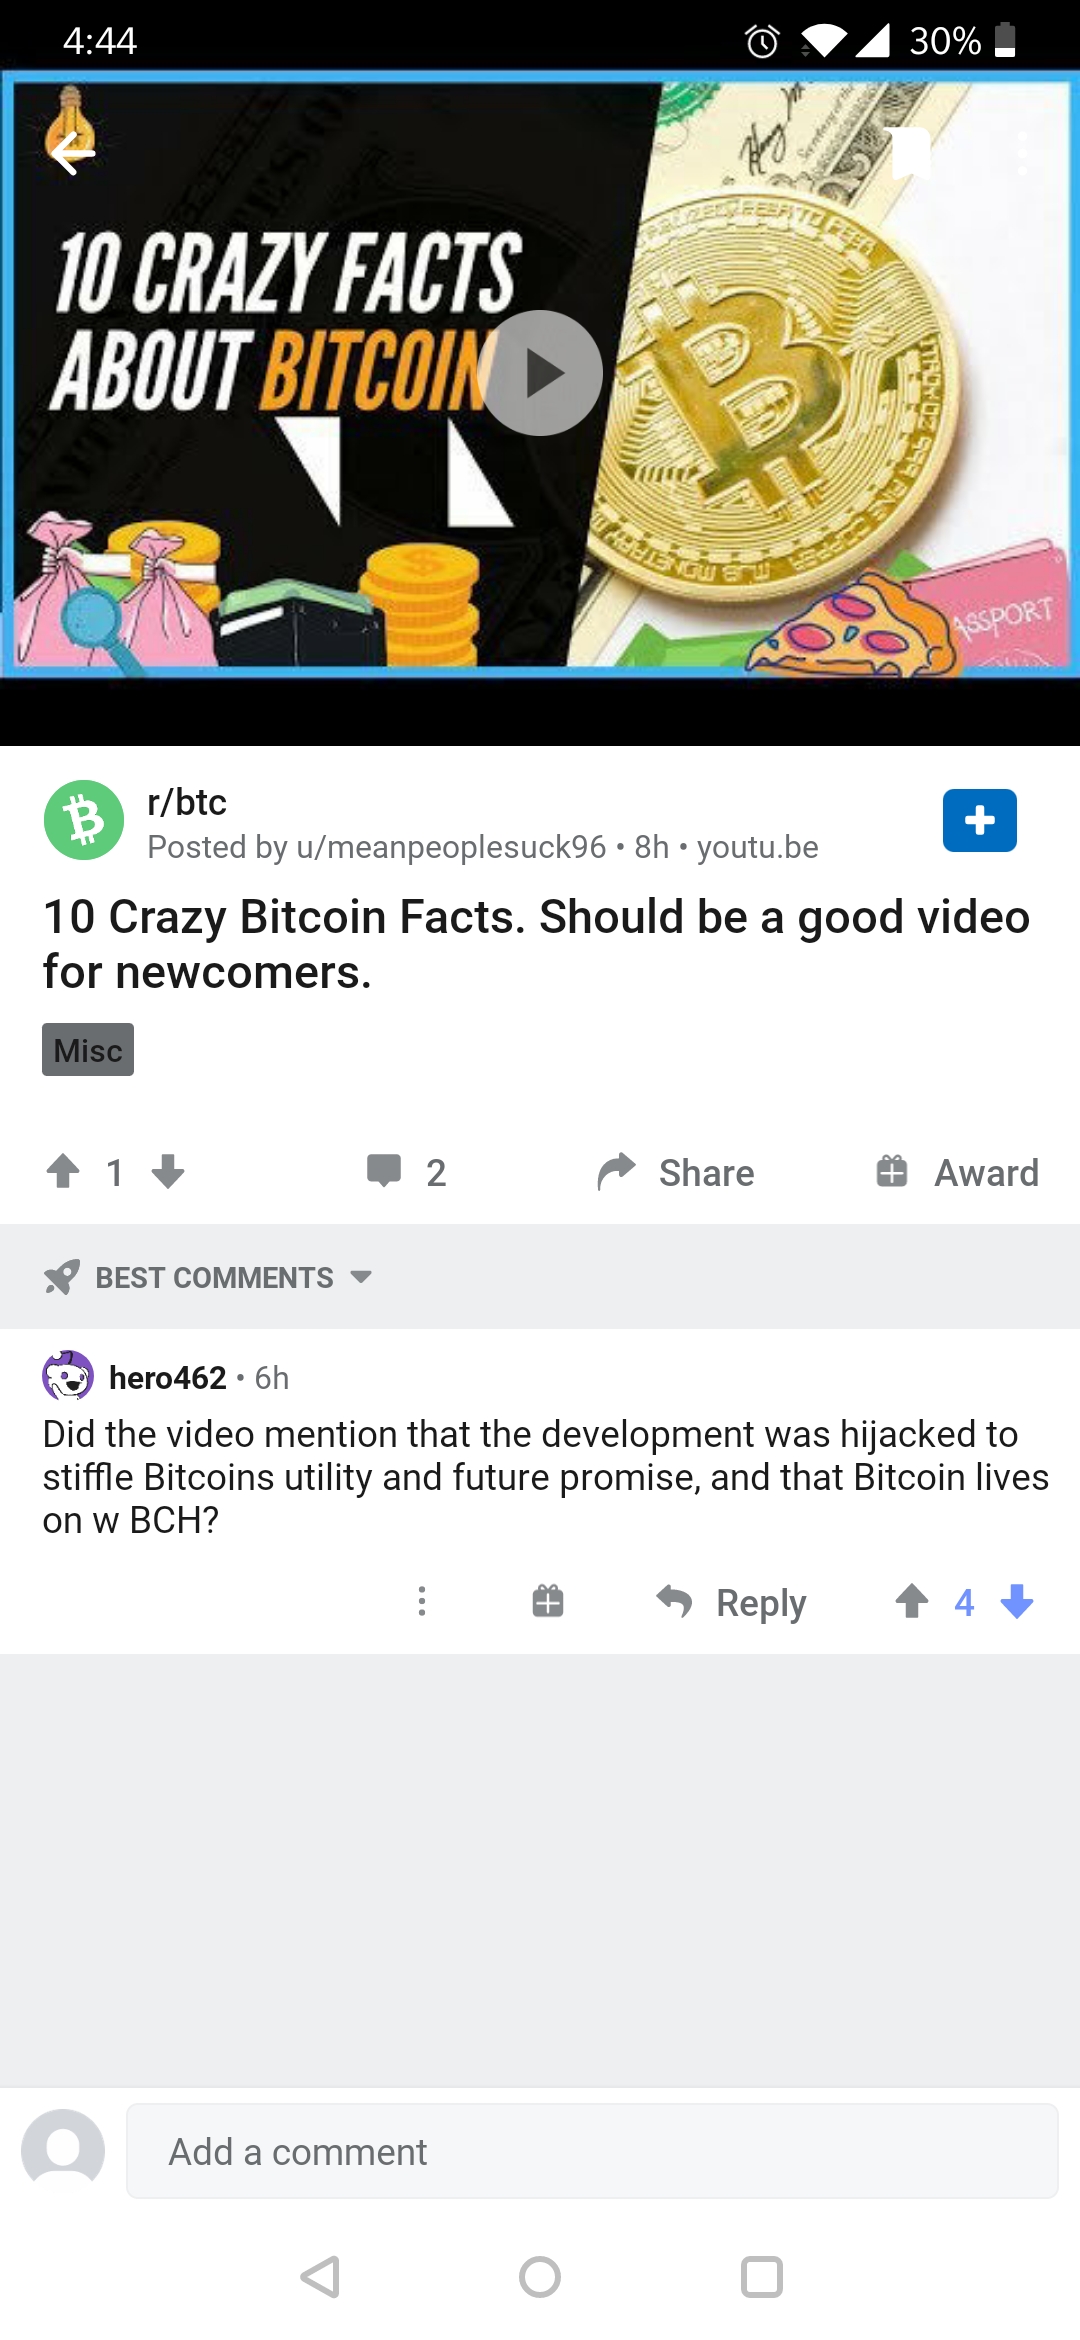 4:44
30%
10 CRAZY FACTS
ABOUT BITCOIN
ASSPORT
r/btc
Posted by u/meanpeoplesuck96 • 8h • youtu.be
10 Crazy Bitcoin Facts. Should be a good video
for newcomers.
Misc
1
2
Share
Award
BEST COMMENTS
hero462 • 6h
Did the video mention that the development was hijacked to
stiffle Bitcoins utility and future promise, and that Bitcoin lives
on w BCH?
Reply
4
Add a comment